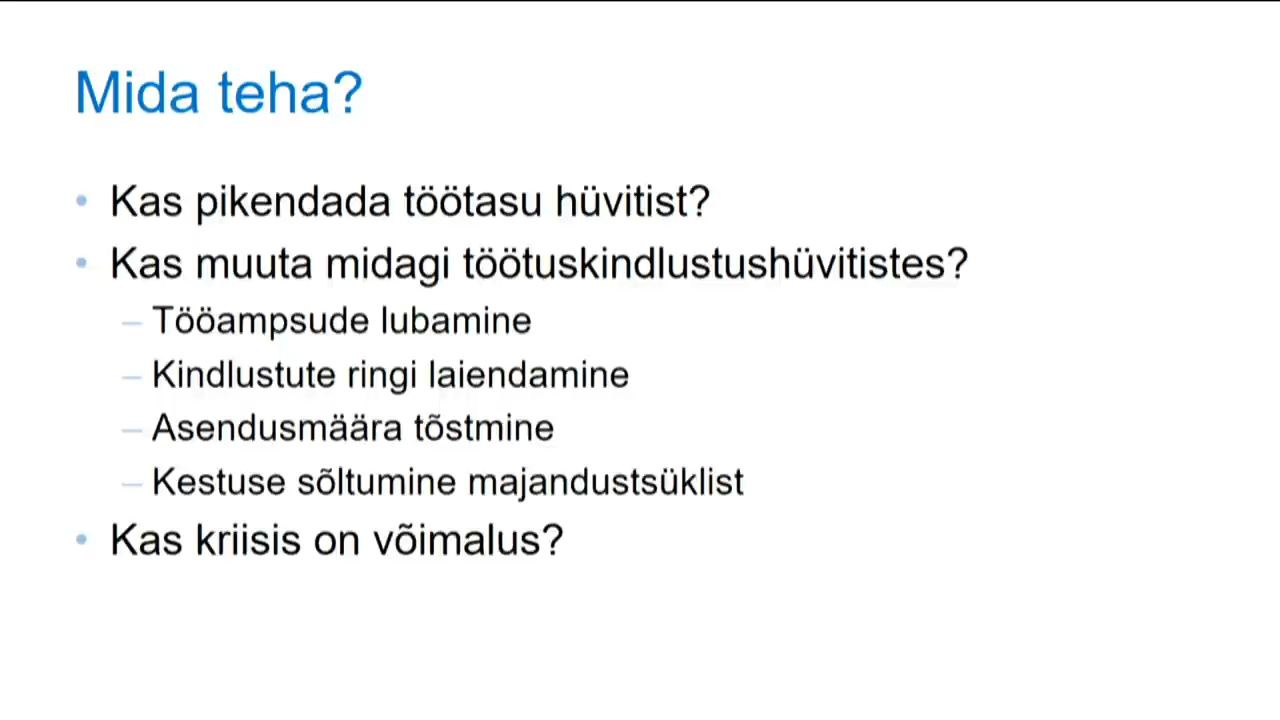 Mida teha?
• Kas pikendada töötasu hüvitist?
• Kas muuta midagi töötuskindlustushüvitistes?
– Tööampsude lubamine
– Kindlustute ringi laiendamine
– Asendusmäära tõstmine
– Kestuse sõltumine majandustsüklist
• Kas kriisis on võimalus?